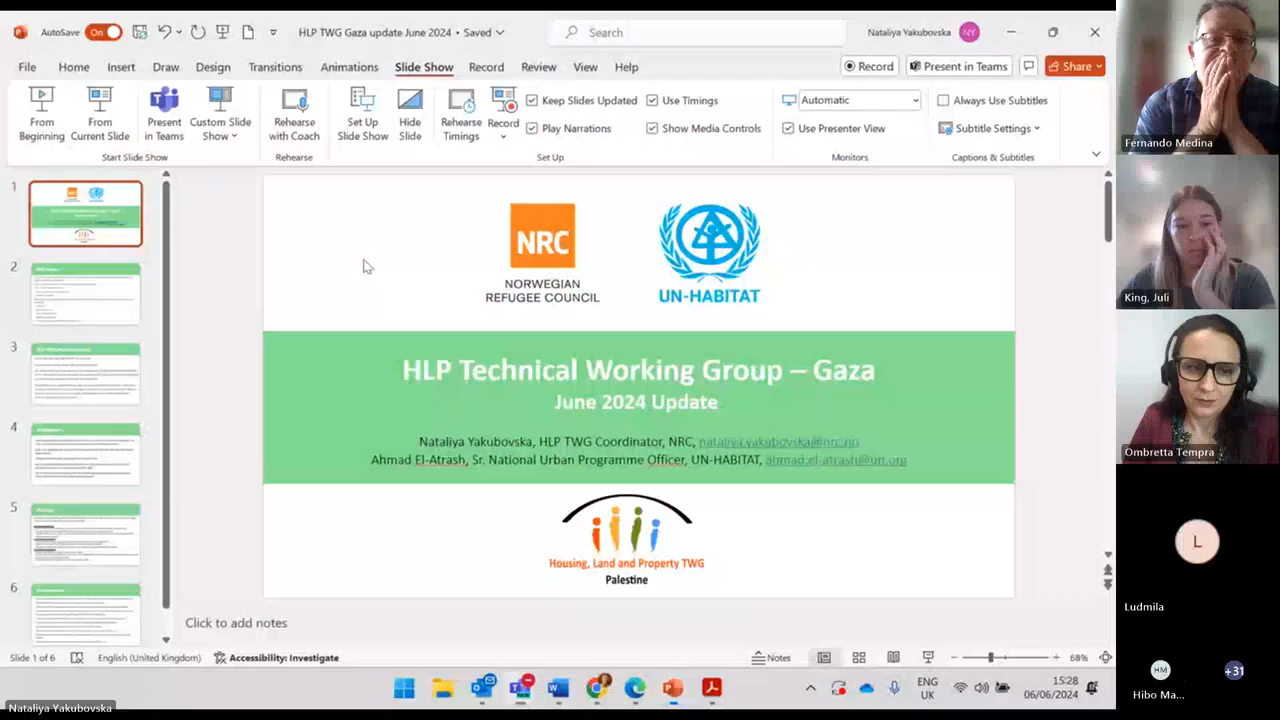 AutoSave
On
HLP TWG Gaza update June 2024 • Saved
Search
Nataliya Yakubovska
NY
File
Home
Insert
Draw
Design
Transitions
Animations
Slide Show
Record
Review
View
Help
Record
Present in Teams
Share
From Beginning
From Current Slide
Present in Teams
Custom Slide Show
Start Slide Show
Rehearse with Coach
Rehearse
Set Up Slide Show
Hide Slide
Rehearse Timings
Record
Keep Slides Updated
Play Narrations
Use Timings
Show Media Controls
Set Up
Automatic
Use Presenter View
Monitors
Always Use Subtitles
Subtitle Settings
Captions & Subtitles
1
2
3
4
5
6
NRC
NORWEGIAN
REFUGEE COUNCIL
UN-HABITAT
HLP Technical Working Group – Gaza
June 2024 Update
Nataliya Yakubovska, HLP TWG Coordinator, NRC, nataliya.yakubovska@nrc.no
Ahmad El-Atrash, Sr. National Urban Programme Officer, UN-HABITAT, ahmad.el-atrash@un.org
Housing, Land and Property TWG
Palestine
Click to add notes
Slide 1 of 6
English (United Kingdom)
Accessibility: Investigate
Notes
68%
ENG
UK
15:28
06/06/2024
Nataliya Yakubovska
Fernando Medina
King, Juli
Ombretta Tempra
L
Ludmila
HM
Hibo Ma...
+31